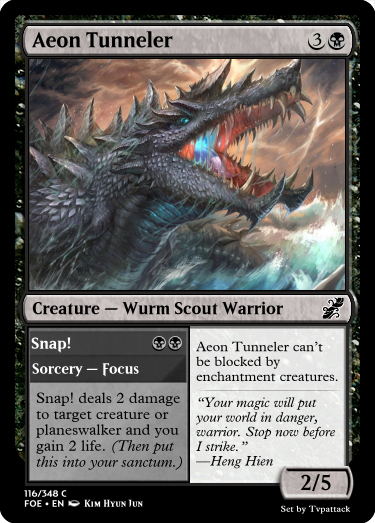 Aeon Tunneler 3
Creature — Wurm Scout Warrior
Snap!
Sorcery — Focus
Snap! deals 2 damage
to target creature or
planeswalker and you
gain 2 life. (Then put
this into your sanctum.)
Aeon Tunneler can't
be blocked by
enchantment creatures.
“Your magic will put
your world in danger,
warrior. Stop now before
I strike.”
—Heng Hien
2/5
116/348 C
FOE • EN Kim Hyun Jun
Set by Tvpattack